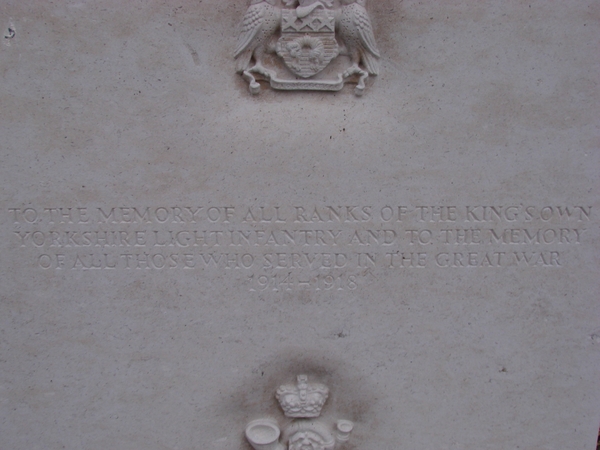 TO THE MEMORY OF ALL RANKS OF THE KING'S OWN
YORKSHIRE LIGHT INFANTRY AND TO THE MEMORY
OF ALL THOSE WHO SERVED IN THE GREAT WAR
1914-1918